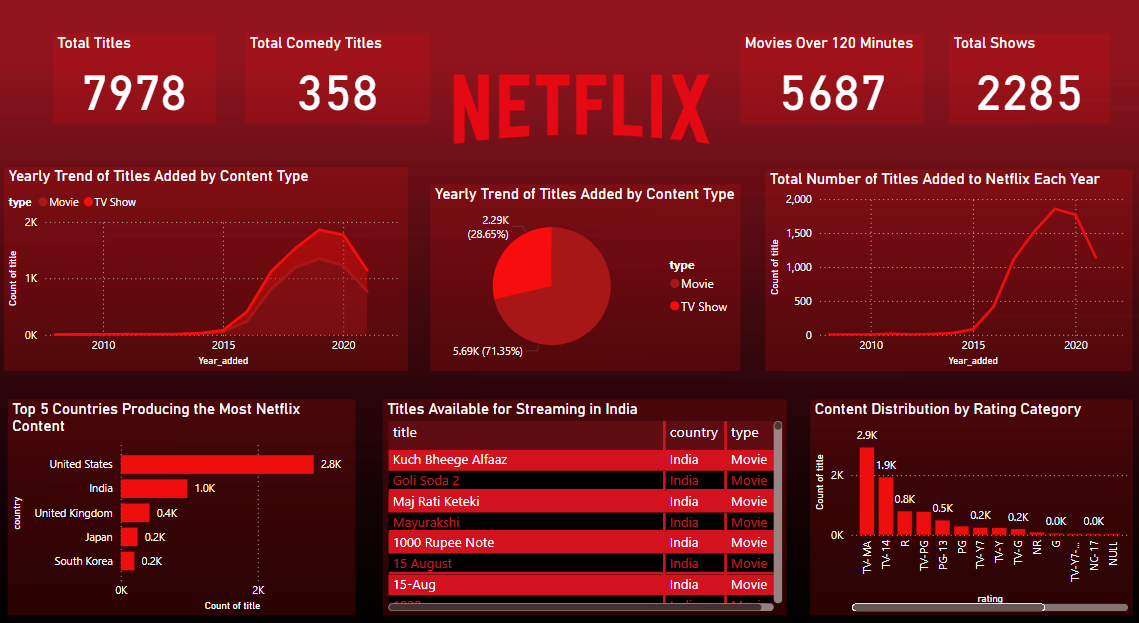 Total Titles
7978
Total Comedy Titles
358
NETFLIX
Movies Over 120 Minutes
5687
Total Shows
2285
Yearly Trend of Titles Added by Content Type
type Movie TV Show
2K
1K
0K
Count of title
2010 2015 2020
Year_added
Yearly Trend of Titles Added by Content Type
2.29K
(28.65%)
5.69K (71.35%)
type
Movie
TV Show
Total Number of Titles Added to Netflix Each Year
2,000
1,500
1,000
500
0
Count of title
2010 2015 2020
Year_added
Top 5 Countries Producing the Most Netflix
Content
country
United States 2.8K
India 1.0K
United Kingdom 0.4K
Japan 0.2K
South Korea 0.2K
0K 2K
Count of title
Titles Available for Streaming in India
title country type
Kuch Bheege Alfaaz India Movie
Goli Soda 2 India Movie
Maj Rati Keteki India Movie
Mayurakshi India Movie
1000 Rupee Note India Movie
15 August India Movie
15-Aug India Movie
Content Distribution by Rating Category
Count of title
2K
0K
2.9K
1.9K
0.8K
0.5K
0.2K
0.2K
0.0K
0.0K
TV-MA
TV-14
R
TV-PG
PG-13
PG
TV-Y7
TV-Y
TV-G
NR
G
TV-Y7-...
NC-17
NULL
rating